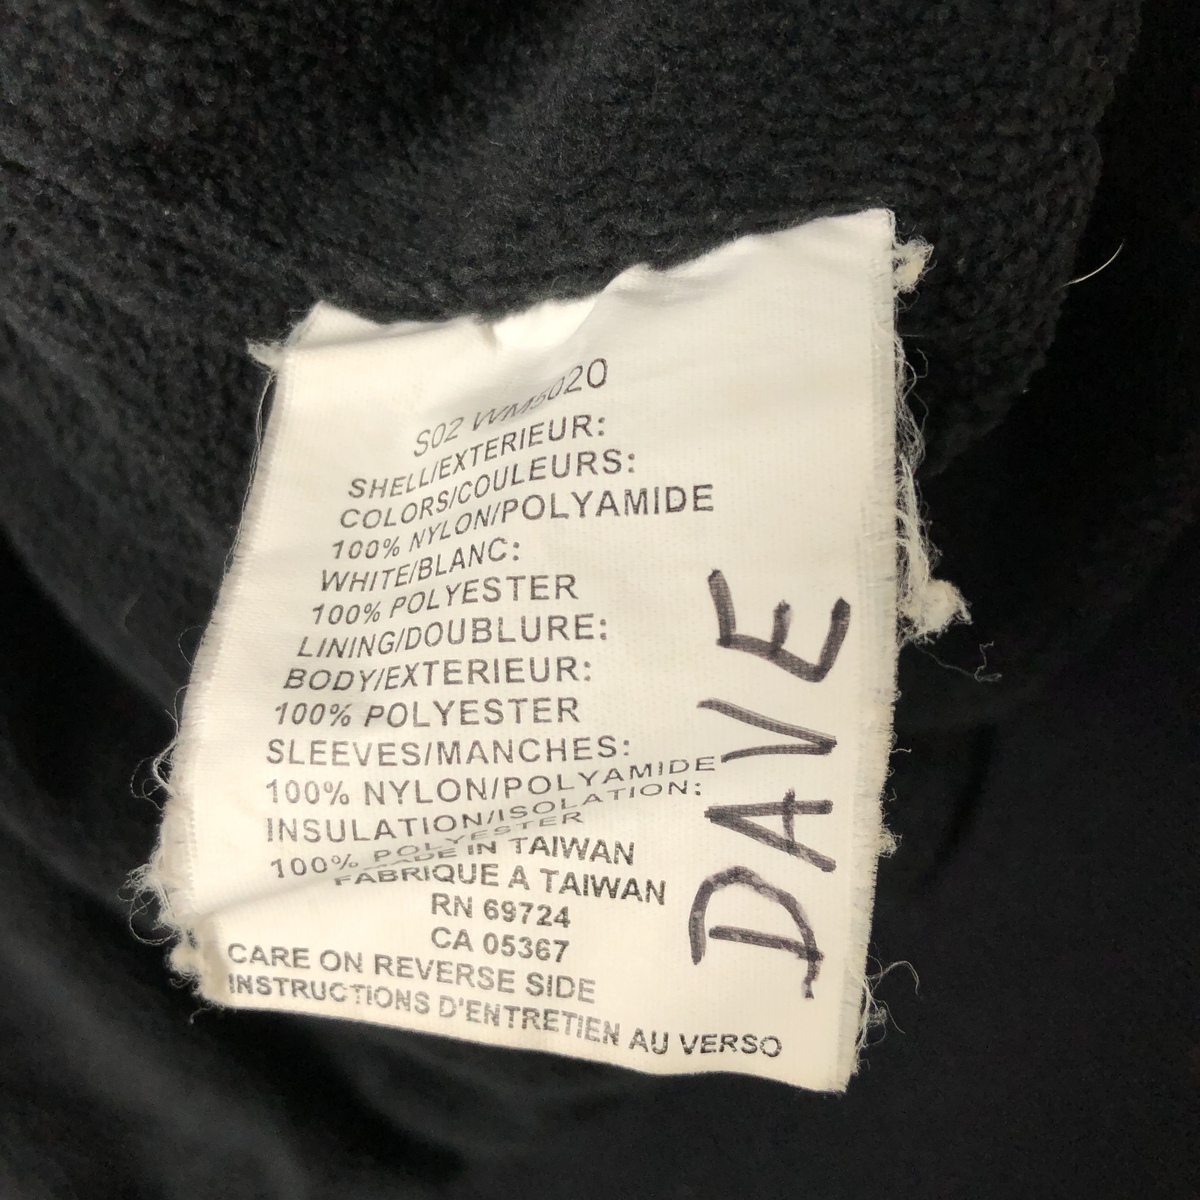 S02 WM5020
SHELL/EXTERIEUR:
COLORS/COULEURS:
100% NYLON/POLYAMIDE
WHITE/BLANC:
100% POLYESTER
LINING/DOUBLURE:
BODY/EXTERIEUR:
100% POLYESTER
SLEEVES/MANCHES:
100% NYLON/POLYAMIDE
INSULATION/ISOLATION:
100% POLYESTER
MADE IN TAIWAN
FABRIQUE A TAIWAN
RN 69724
CA 05367
CARE ON REVERSE SIDE
INSTRUCTIONS D'ENTRETIEN AU VERSO
DAVE